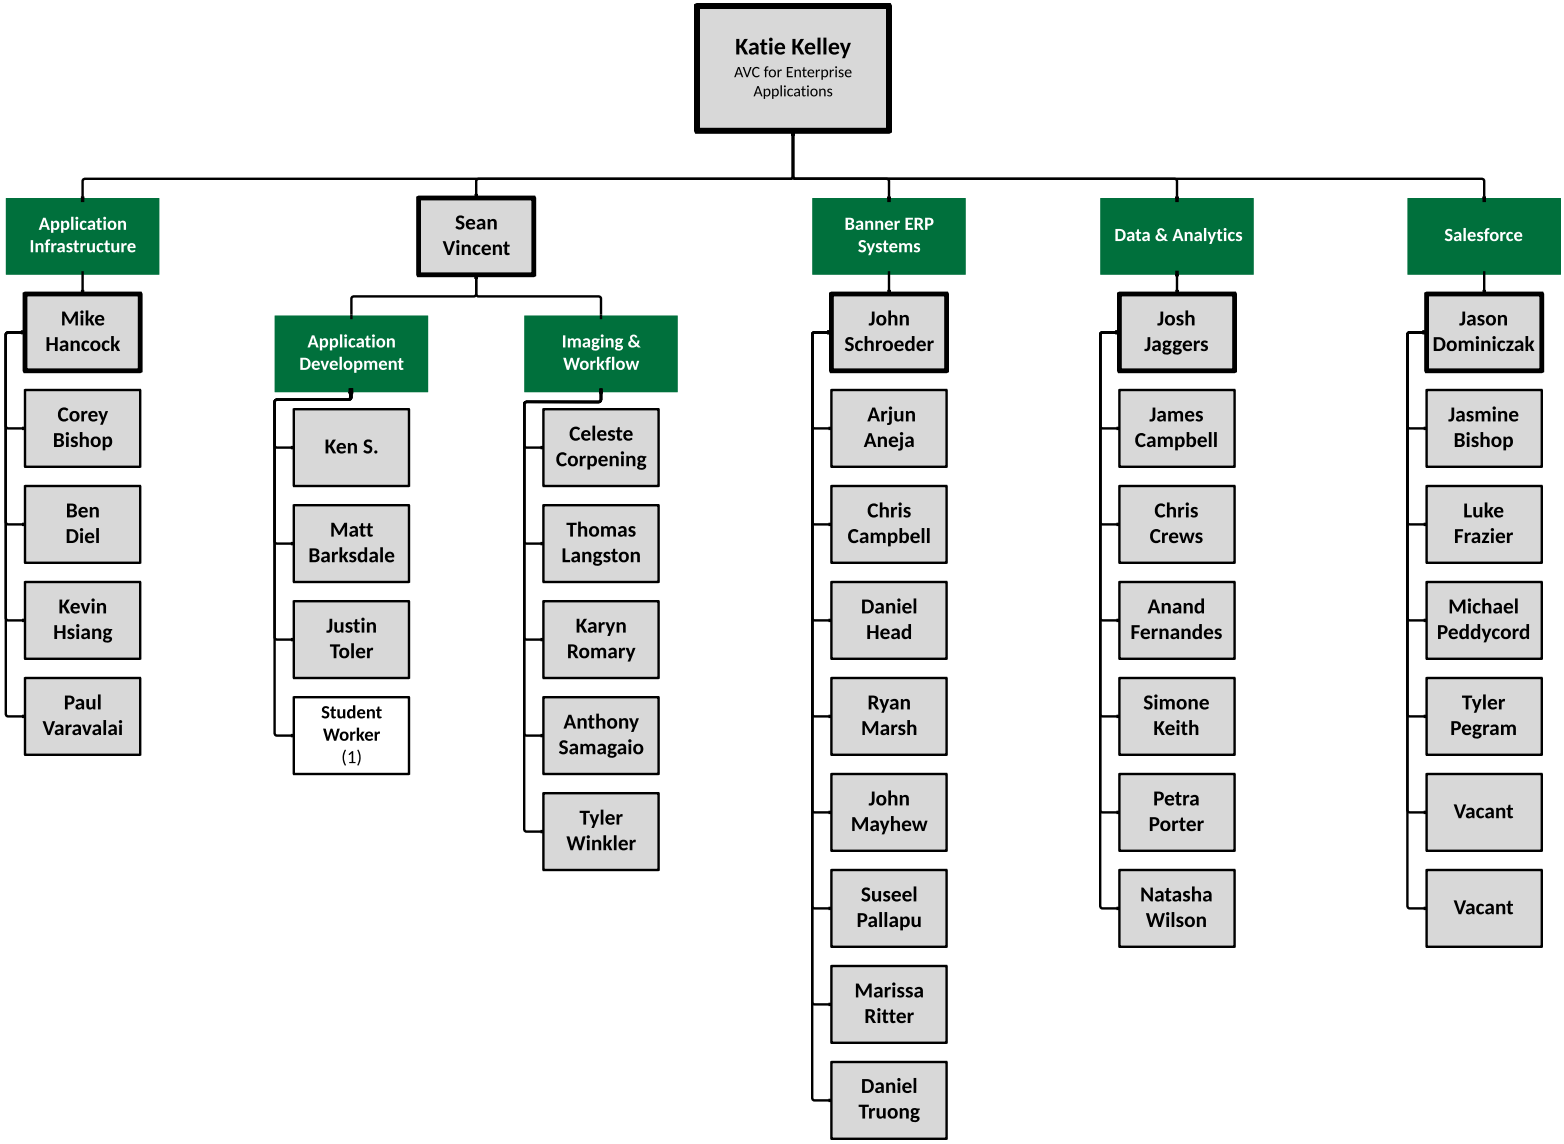 Katie Kelley
AVC for Enterprise
Applications
Application
Infrastructure
Mike
Hancock
Corey
Bishop
Ben
Diel
Kevin
Hsiang
Paul
Varavalai
Sean
Vincent
Application
Development
Ken S.
Matt
Barksdale
Justin
Toler
Student
Worker
(1)
Imaging &
Workflow
Celeste
Corpening
Thomas
Langston
Karyn
Romary
Anthony
Samagaio
Tyler
Winkler
Banner ERP
Systems
John
Schroeder
Arjun
Aneja
Chris
Campbell
Daniel
Head
Ryan
Marsh
John
Mayhew
Suseel
Pallapu
Marissa
Ritter
Daniel
Truong
Data & Analytics
Josh
Jaggers
James
Campbell
Chris
Crews
Anand
Fernandes
Simone
Keith
Petra
Porter
Natasha
Wilson
Salesforce
Jason
Dominiczak
Jasmine
Bishop
Luke
Frazier
Michael
Peddycord
Tyler
Pegram
Vacant
Vacant